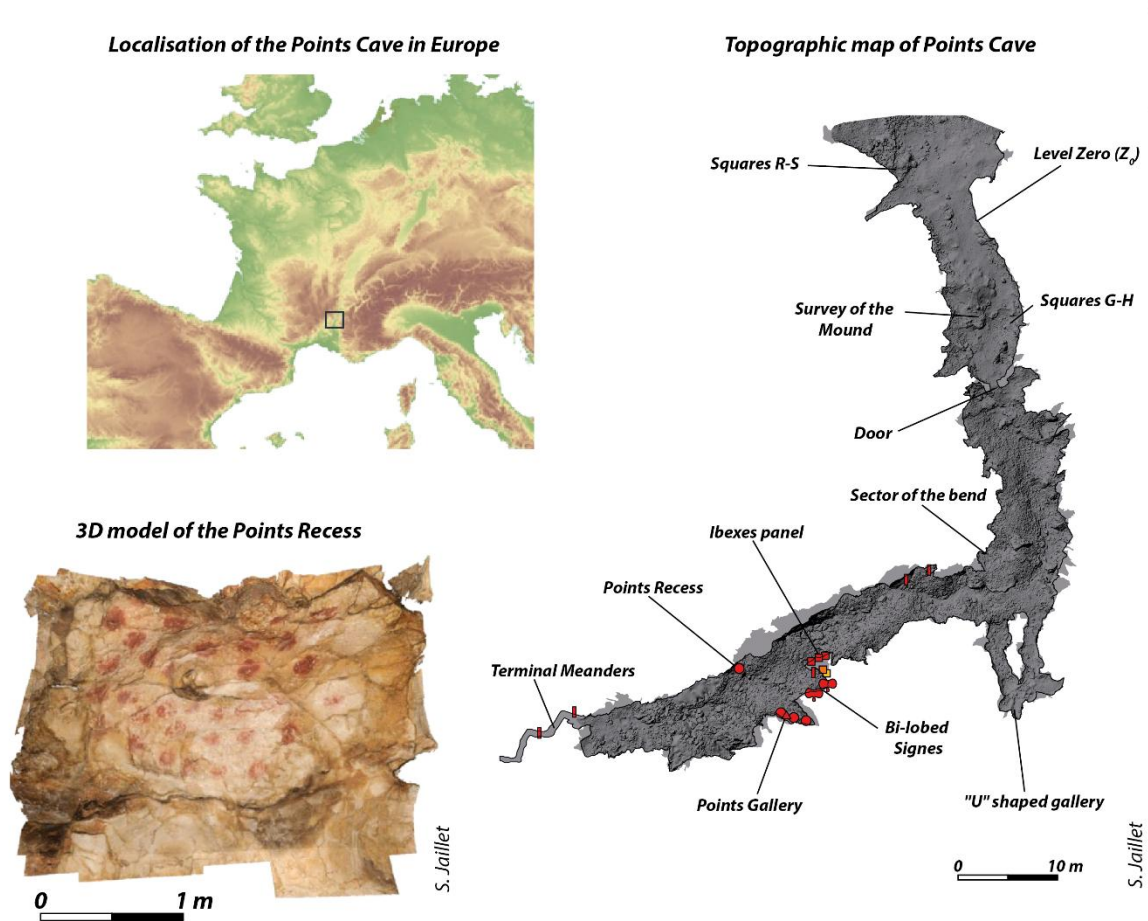 Localisation of the Points Cave in Europe
Topographic map of Points Cave
Squares R-S
Level Zero (Z₀)
Survey of the
Mound
Squares G-H
Door
Sector of the bend
Ibexes panel
Points Recess
Terminal Meanders
Bi-lobed
Signes
Points Gallery
"U" shaped gallery
0 10 m
S. Jaillet
3D model of the Points Recess
S. Jaillet
0 1 m